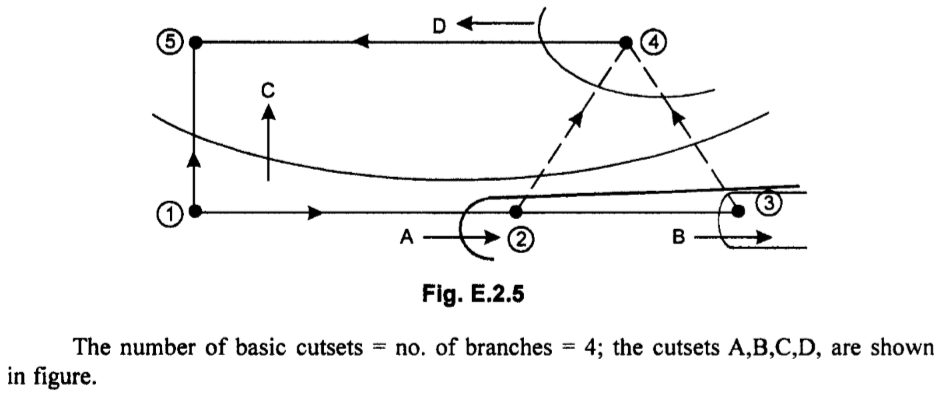 D
⑤
④
C
①
③
A
②
B
Fig. E.2.5
The number of basic cutsets = no. of branches = 4; the cutsets A,B,C,D, are shown
in figure.